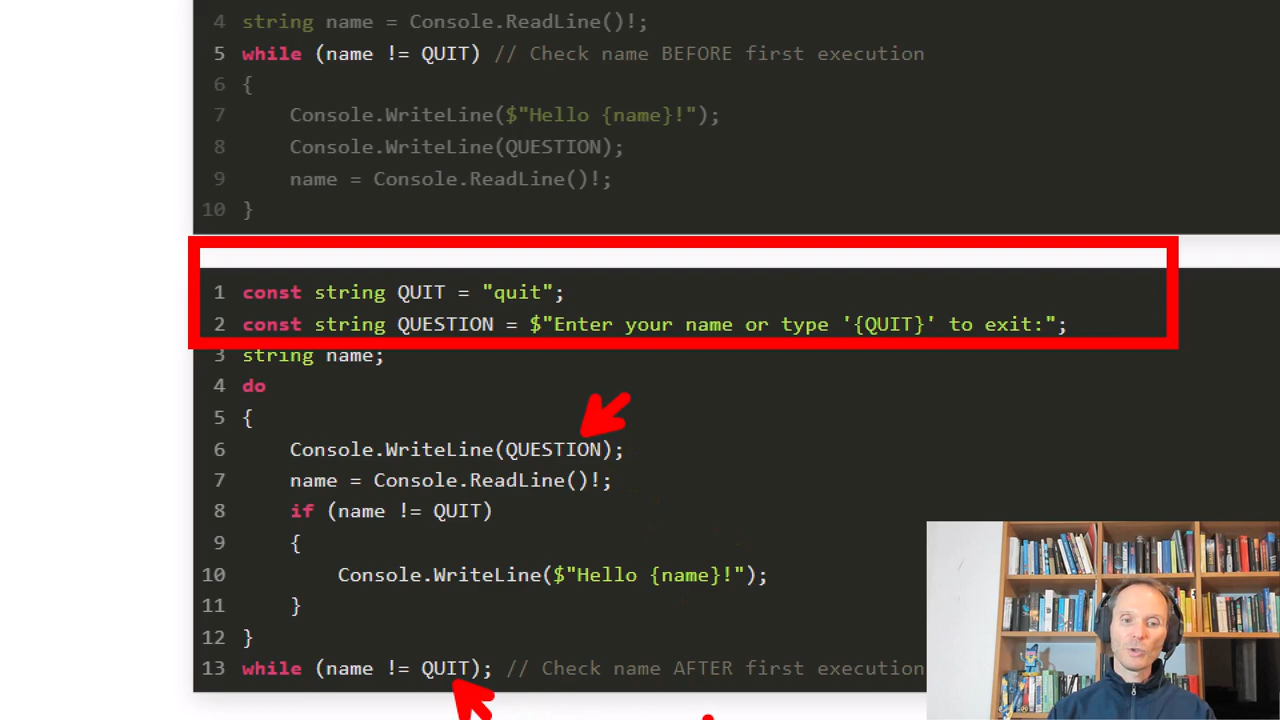 4 string name = Console.ReadLine()!;
5 while (name != QUIT) // Check name BEFORE first execution
6 {
7     Console.WriteLine($"Hello {name}!");
8     Console.WriteLine(QUESTION);
9     name = Console.ReadLine()!;
10 }
1 const string QUIT = "quit";
2 const string QUESTION = $"Enter your name or type '{QUIT}' to exit:";
3 string name;
4 do
5 {
6     Console.WriteLine(QUESTION);
7     name = Console.ReadLine()!;
8     if (name != QUIT)
9     {
10         Console.WriteLine($"Hello {name}!");
11     }
12 }
13 while (name != QUIT); // Check name AFTER first execution